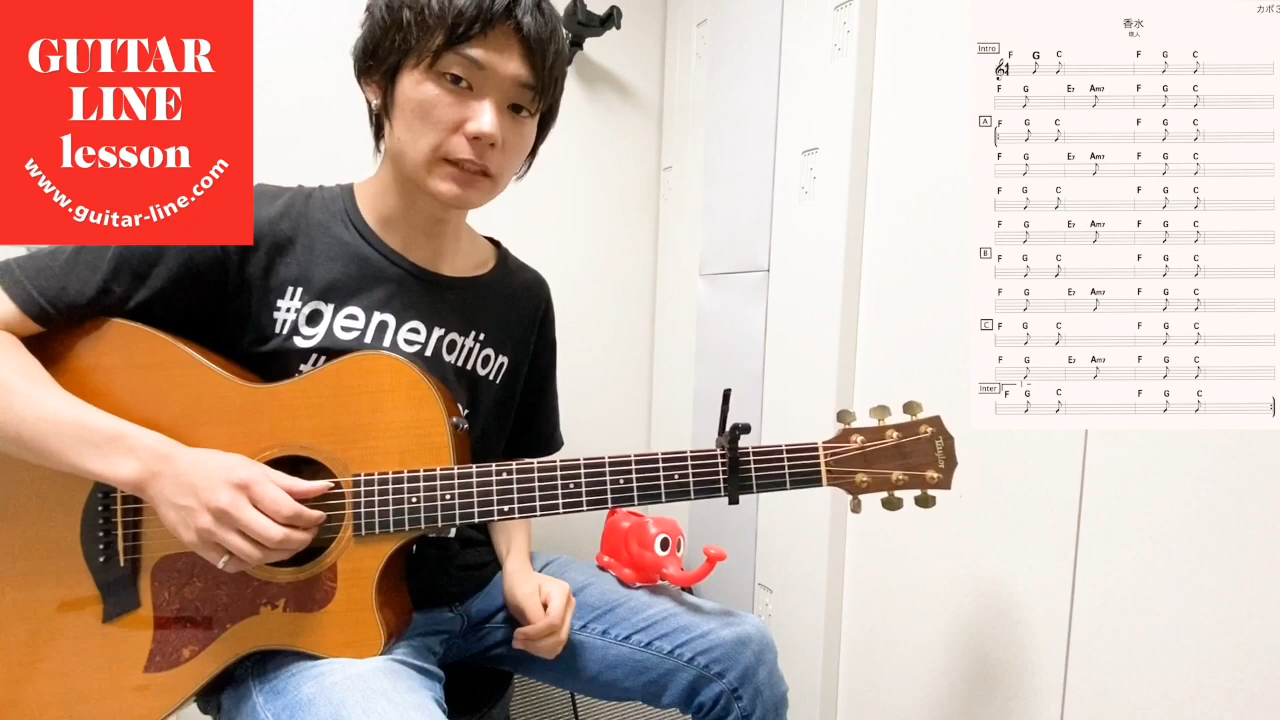 GUITAR
LINE
lesson
www.guitar-line.com
#generation
#
Taylor
カポ3
香水
瑛人
Intro
F G C F G C
F G E7 Am7 F G C
A
F G C F G C
F G E7 Am7 F G C
F G C F G C
F G E7 Am7 F G C
B
F G C F G C
F G E7 Am7 F G C
C
F G C F G C
F G E7 Am7 F G C
Inter
F G C F G C